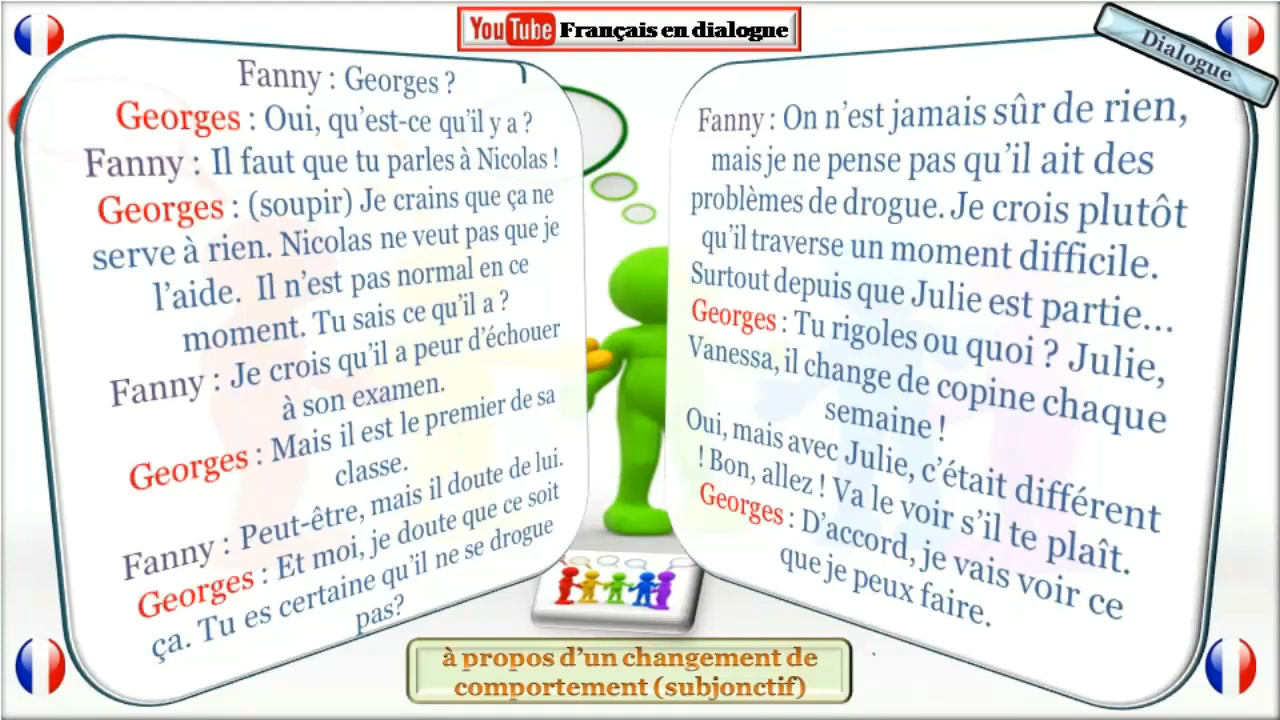 YouTube Français en dialogue
Dialogue
Fanny : Georges ?
Georges : Oui, qu'est-ce qu'il y a ?
Fanny : Il faut que tu parles à Nicolas !
Georges : (soupir) Je crains que ça ne
serve à rien. Nicolas ne veut pas que je
l'aide. Il n'est pas normal en ce
moment. Tu sais ce qu'il a ?
Fanny : Je crois qu'il a peur d'échouer
à son examen.
Georges : Mais il est le premier de sa
classe.
Fanny : Peut-être, mais il doute de lui.
Georges : Et moi, je doute que ce soit
ça. Tu es certaine qu'il ne se drogue
pas?
Fanny : On n'est jamais sûr de rien,
mais je ne pense pas qu'il ait des
problèmes de drogue. Je crois plutôt
qu'il traverse un moment difficile.
Surtout depuis que Julie est partie...
Georges : Tu rigoles ou quoi ? Julie,
Vanessa, il change de copine chaque
semaine !
Oui, mais avec Julie, c'était différent
! Bon, allez ! Va le voir s'il te plaît.
Georges : D'accord, je vais voir ce
que je peux faire.
à propos d'un changement de
comportement (subjonctif)